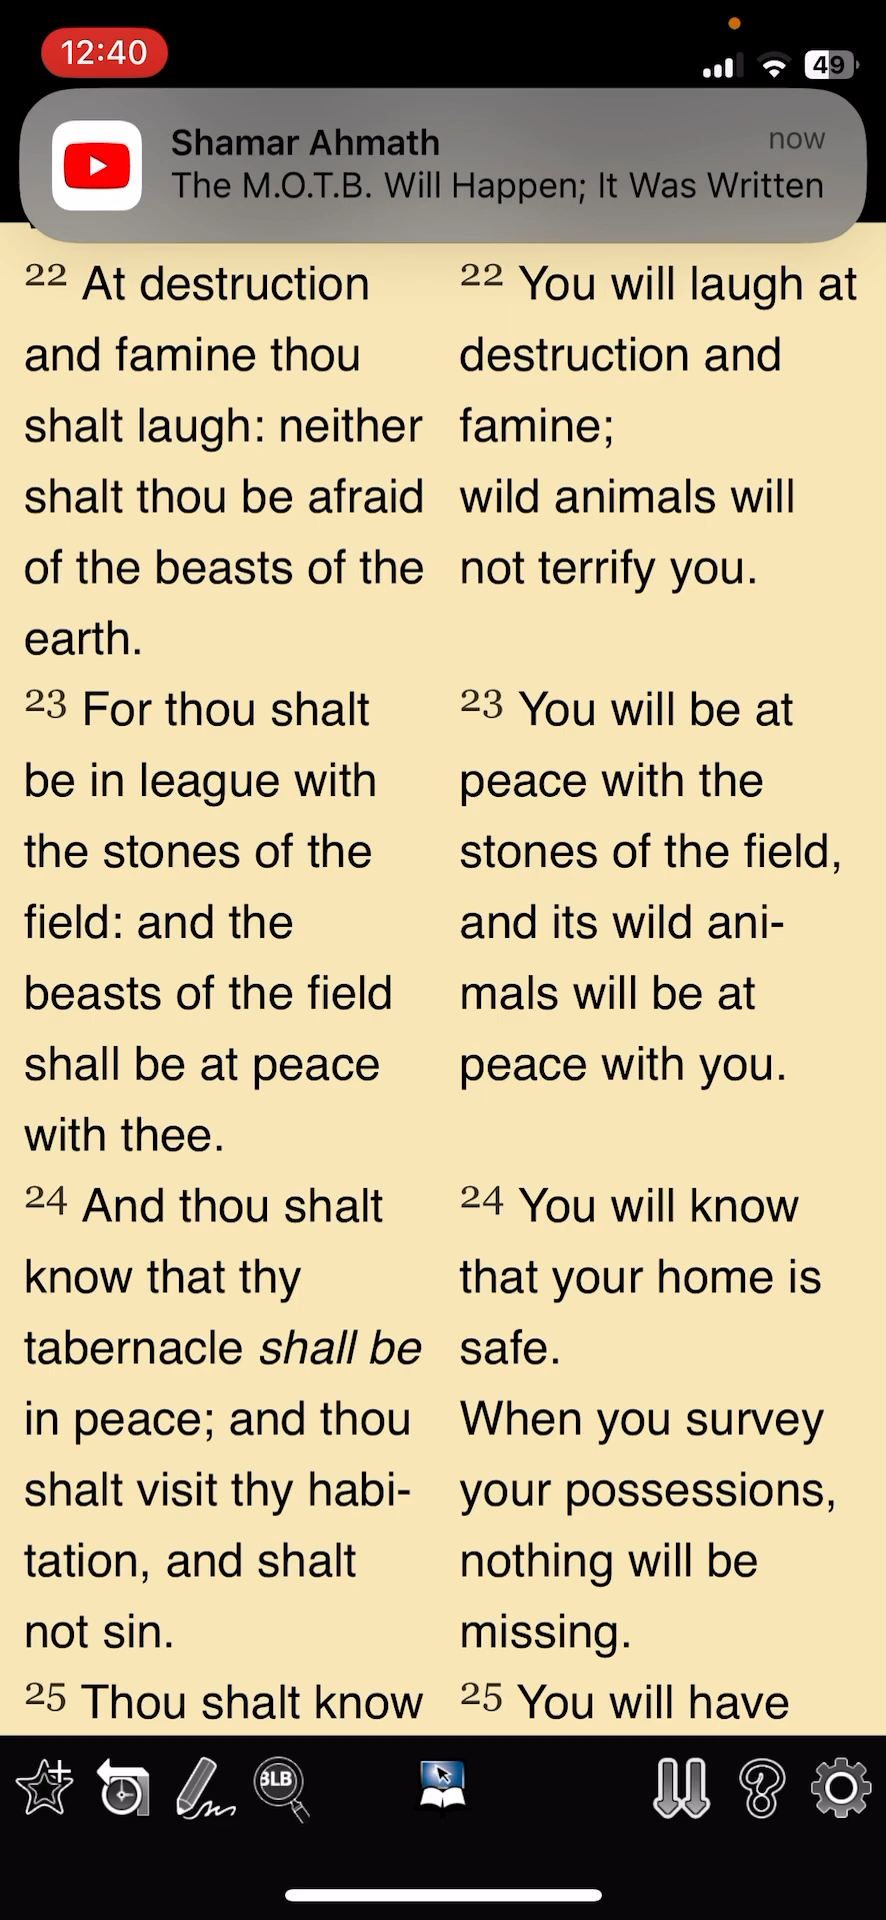 12:40
49
Shamar Ahmath
now
The M.O.T.B. Will Happen; It Was Written
22 At destruction
and famine thou
shalt laugh: neither
shalt thou be afraid
of the beasts of the
earth.
23 For thou shalt
be in league with
the stones of the
field: and the
beasts of the field
shall be at peace
with thee.
24 And thou shalt
know that thy
tabernacle shall be
in peace; and thou
shalt visit thy habi-
tation, and shalt
not sin.
25 Thou shalt know
22 You will laugh at
destruction and
famine;
wild animals will
not terrify you.
23 You will be at
peace with the
stones of the field,
and its wild ani-
mals will be at
peace with you.
24 You will know
that your home is
safe.
When you survey
your possessions,
nothing will be
missing.
25 You will have
BLB